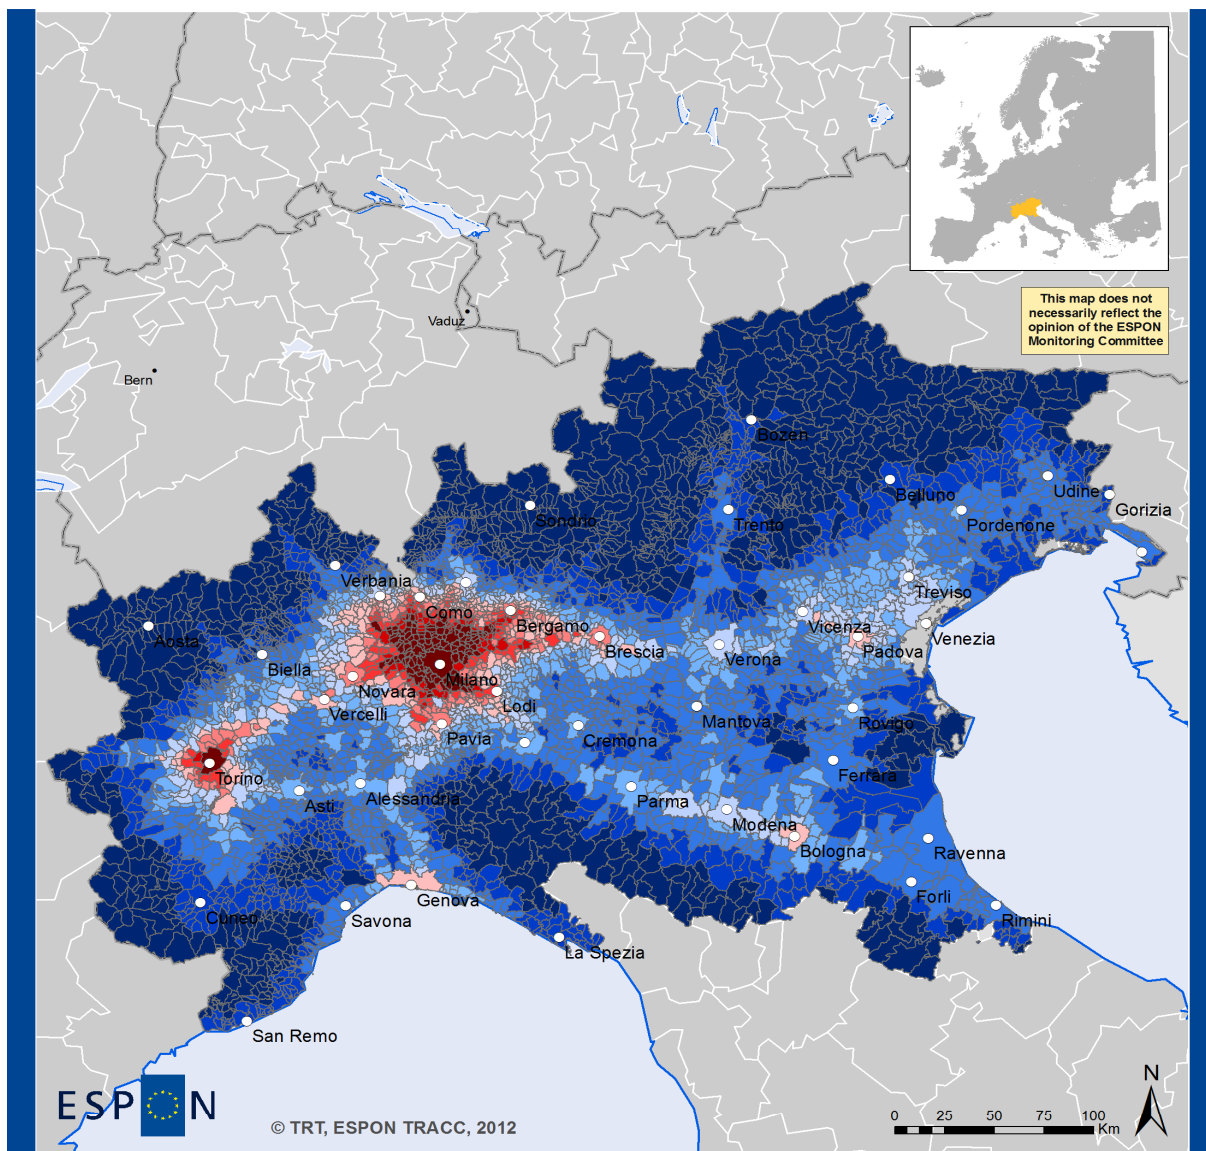 This map does not
necessarily reflect the
opinion of the ESPON
Monitoring Committee
Vaduz
Bern
Bozen
Belluno
Udine
Gorizia
Sondrio
Trento
Pordenone
Verbania
Treviso
Como
Aosta
Bergamo
Vicenza
Venezia
Brescia
Padova
Verona
Biella
Milano
Novara
Lodi
Vercelli
Mantova
Rovigo
Pavia
Cremona
Torino
Ferrara
Asti
Alessandria
Parma
Modena
Bologna
Ravenna
Genova
Forlì
Cuneo
Savona
Rimini
La Spezia
San Remo
N
ESPON
0 25 50 75 100
Km
© TRT, ESPON TRACC, 2012